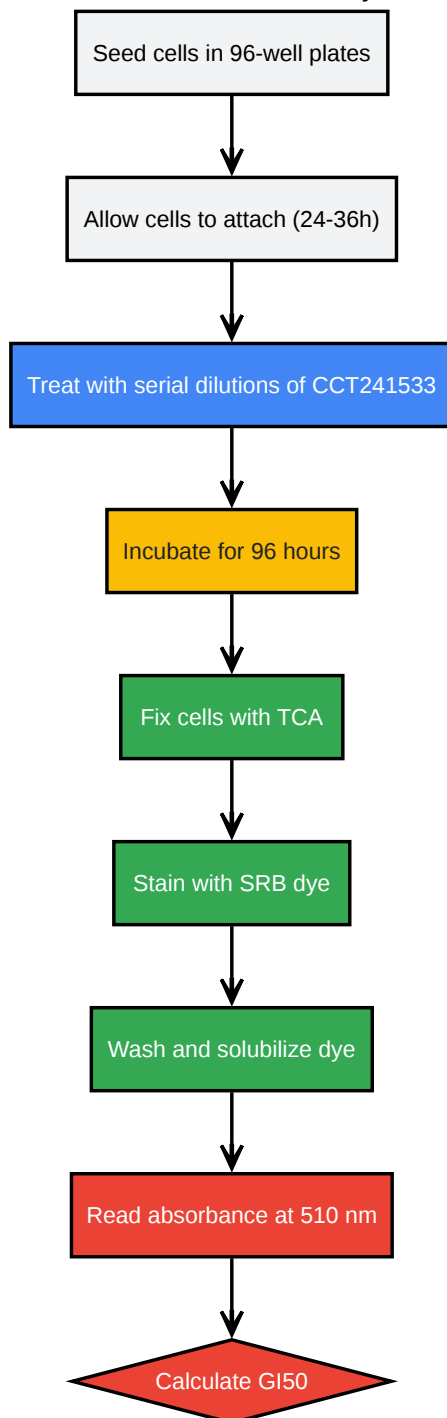 Seed cells in 96-well plates
Allow cells to attach (24-36h)
Treat with serial dilutions of CCT241533
Incubate for 96 hours
Fix cells with TCA
Stain with SRB dye
Wash and solubilize dye
Read absorbance at 510 nm
Calculate GI50